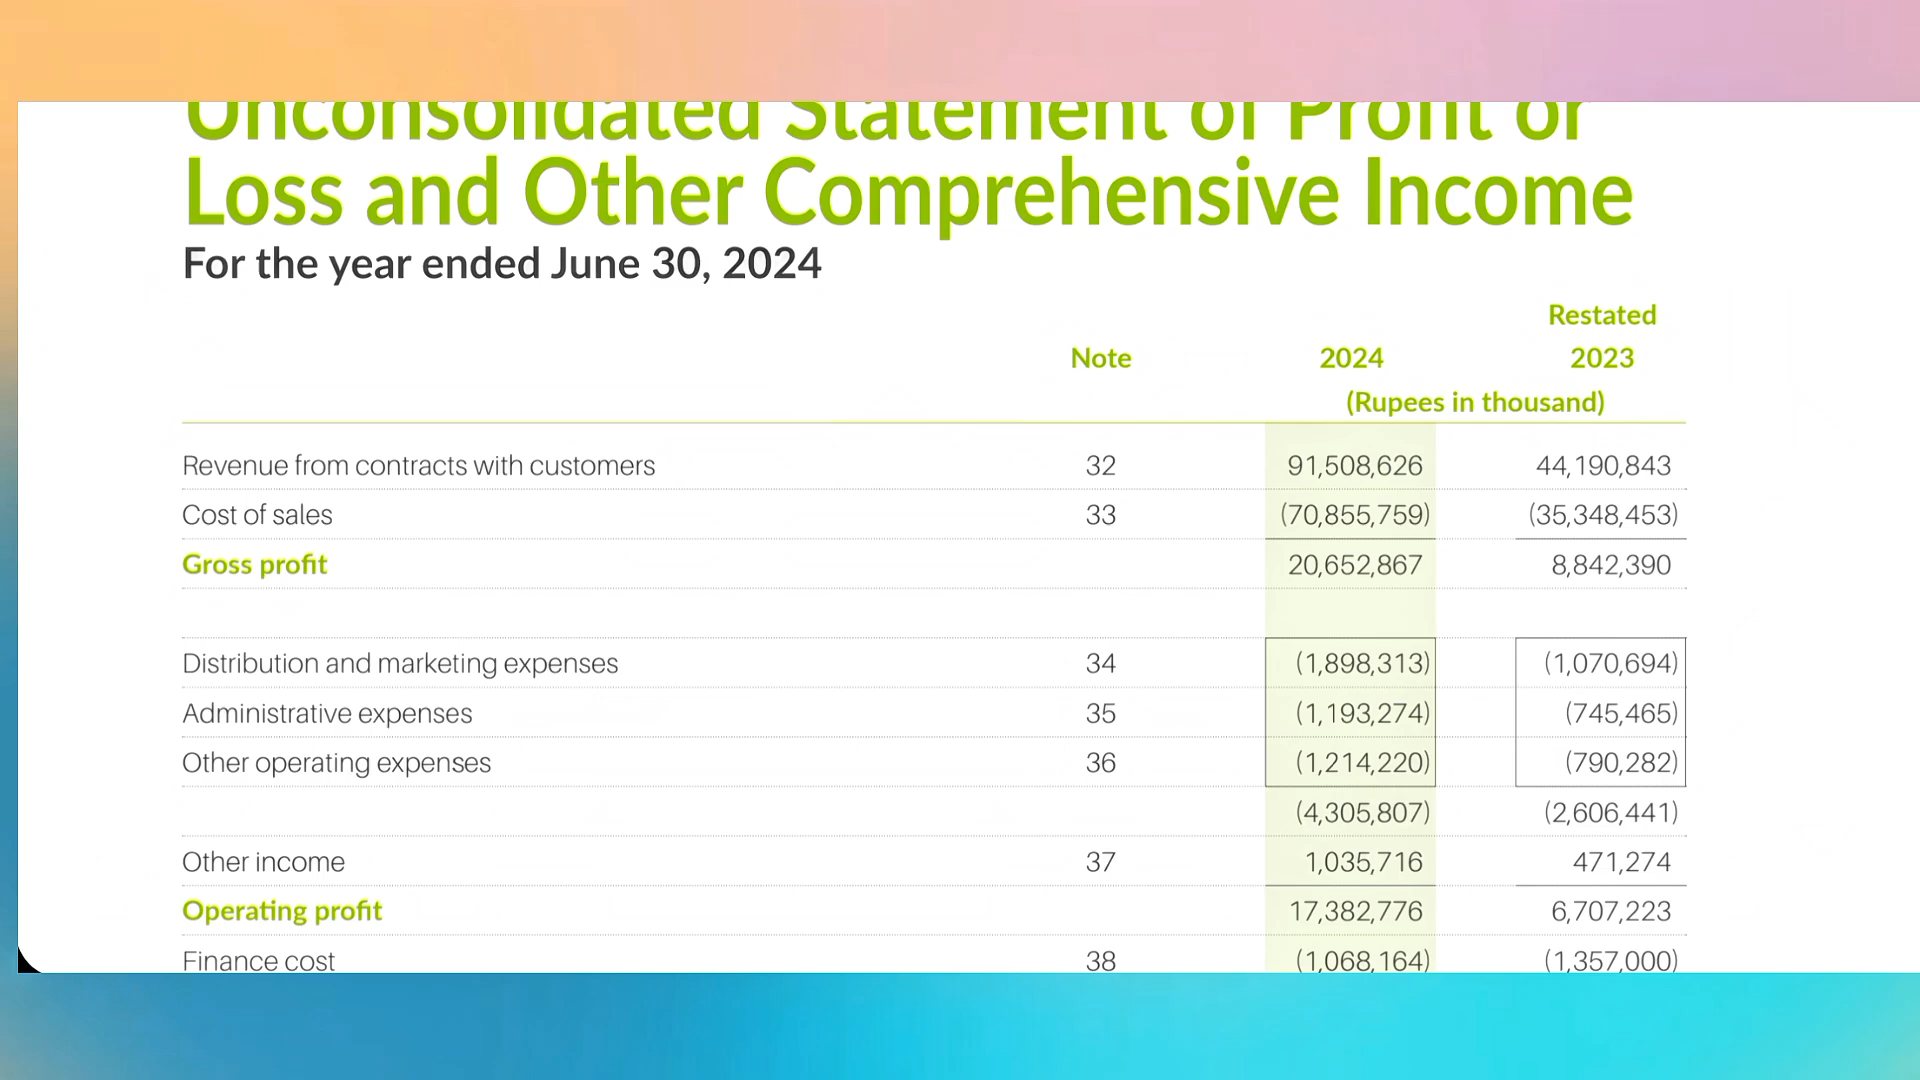 Unconsolidated Statement of Profit or
Loss and Other Comprehensive Income
For the year ended June 30, 2024
Restated
Note 2024 2023
(Rupees in thousand)
Revenue from contracts with customers 32 91,508,626 44,190,843
Cost of sales 33 (70,855,759) (35,348,453)
Gross profit 20,652,867 8,842,390
Distribution and marketing expenses 34 (1,898,313) (1,070,694)
Administrative expenses 35 (1,193,274) (745,465)
Other operating expenses 36 (1,214,220) (790,282)
(4,305,807) (2,606,441)
Other income 37 1,035,716 471,274
Operating profit 17,382,776 6,707,223
Finance cost 38 (1,068,164) (1,357,000)